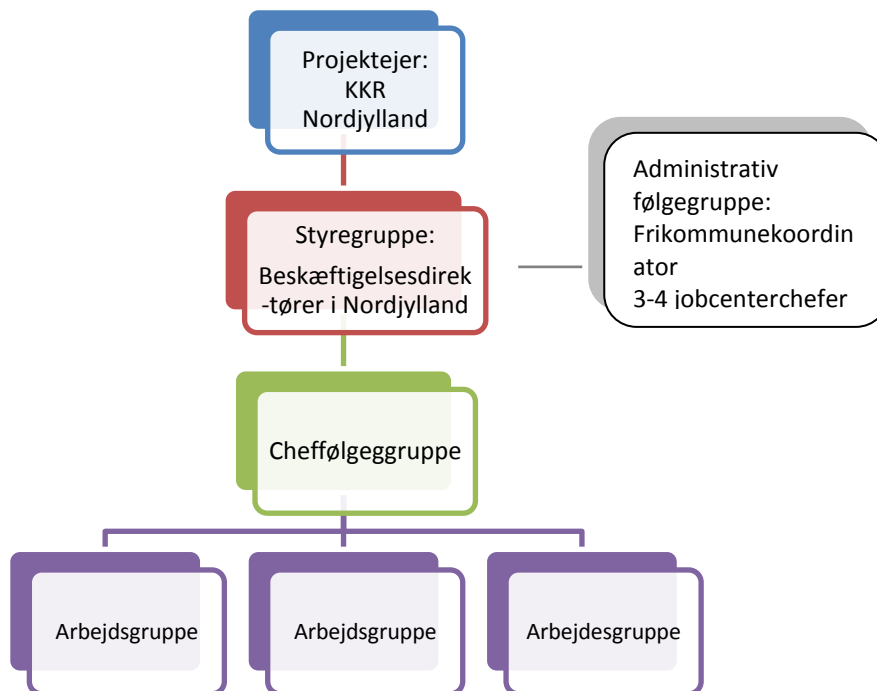 Projektejer:
KKR
Nordjylland
Administrativ
følgegruppe:
Frikommunekoordin
ator
3-4 jobcenterchefer
Styregruppe:
Beskæftigelsesdirek
-tører i Nordjylland
Cheffølgeggruppe
Arbejdsgruppe
Arbejdsgruppe
Arbejdesgruppe